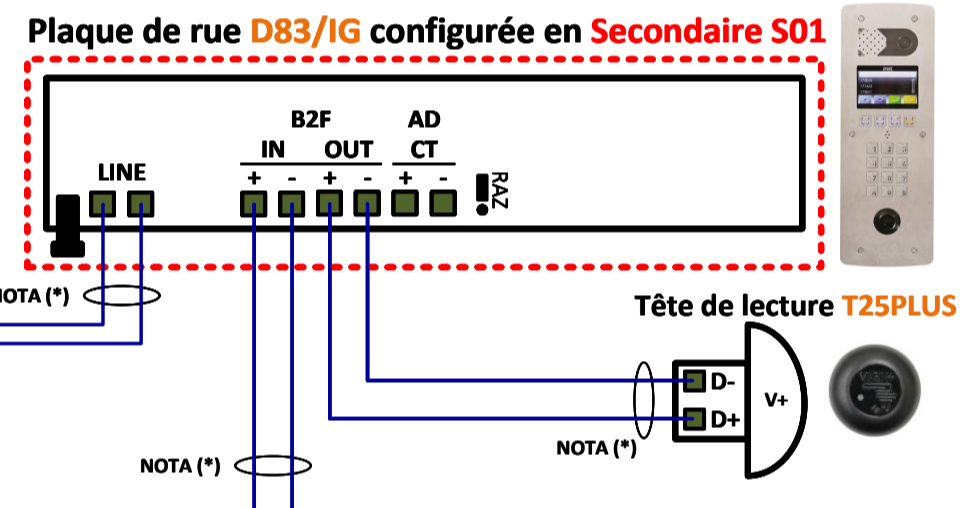 Plaque de rue D83/IG configurée en Secondaire S01
B2F
AD
IN
OUT
CT
LINE
+ - + - + -
RAZ
NOTA (*)
Tête de lecture T25PLUS
D-
D+
V+
NOTA (*)
NOTA (*)